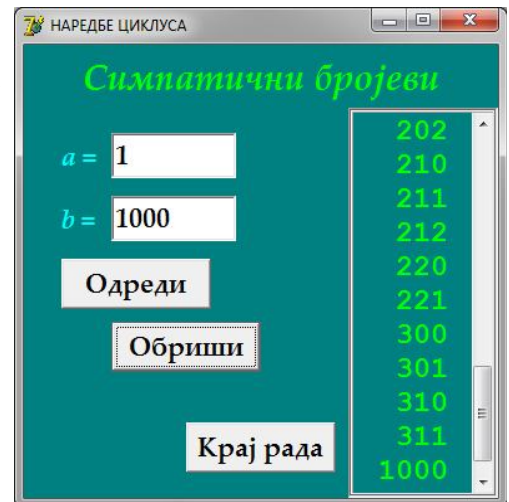 НАРЕДБЕ ЦИКЛУСА
Симпатични бројеви
a = 1
b = 1000
Одреди
Обриши
Крај рада
202
210
211
212
220
221
300
301
310
311
1000